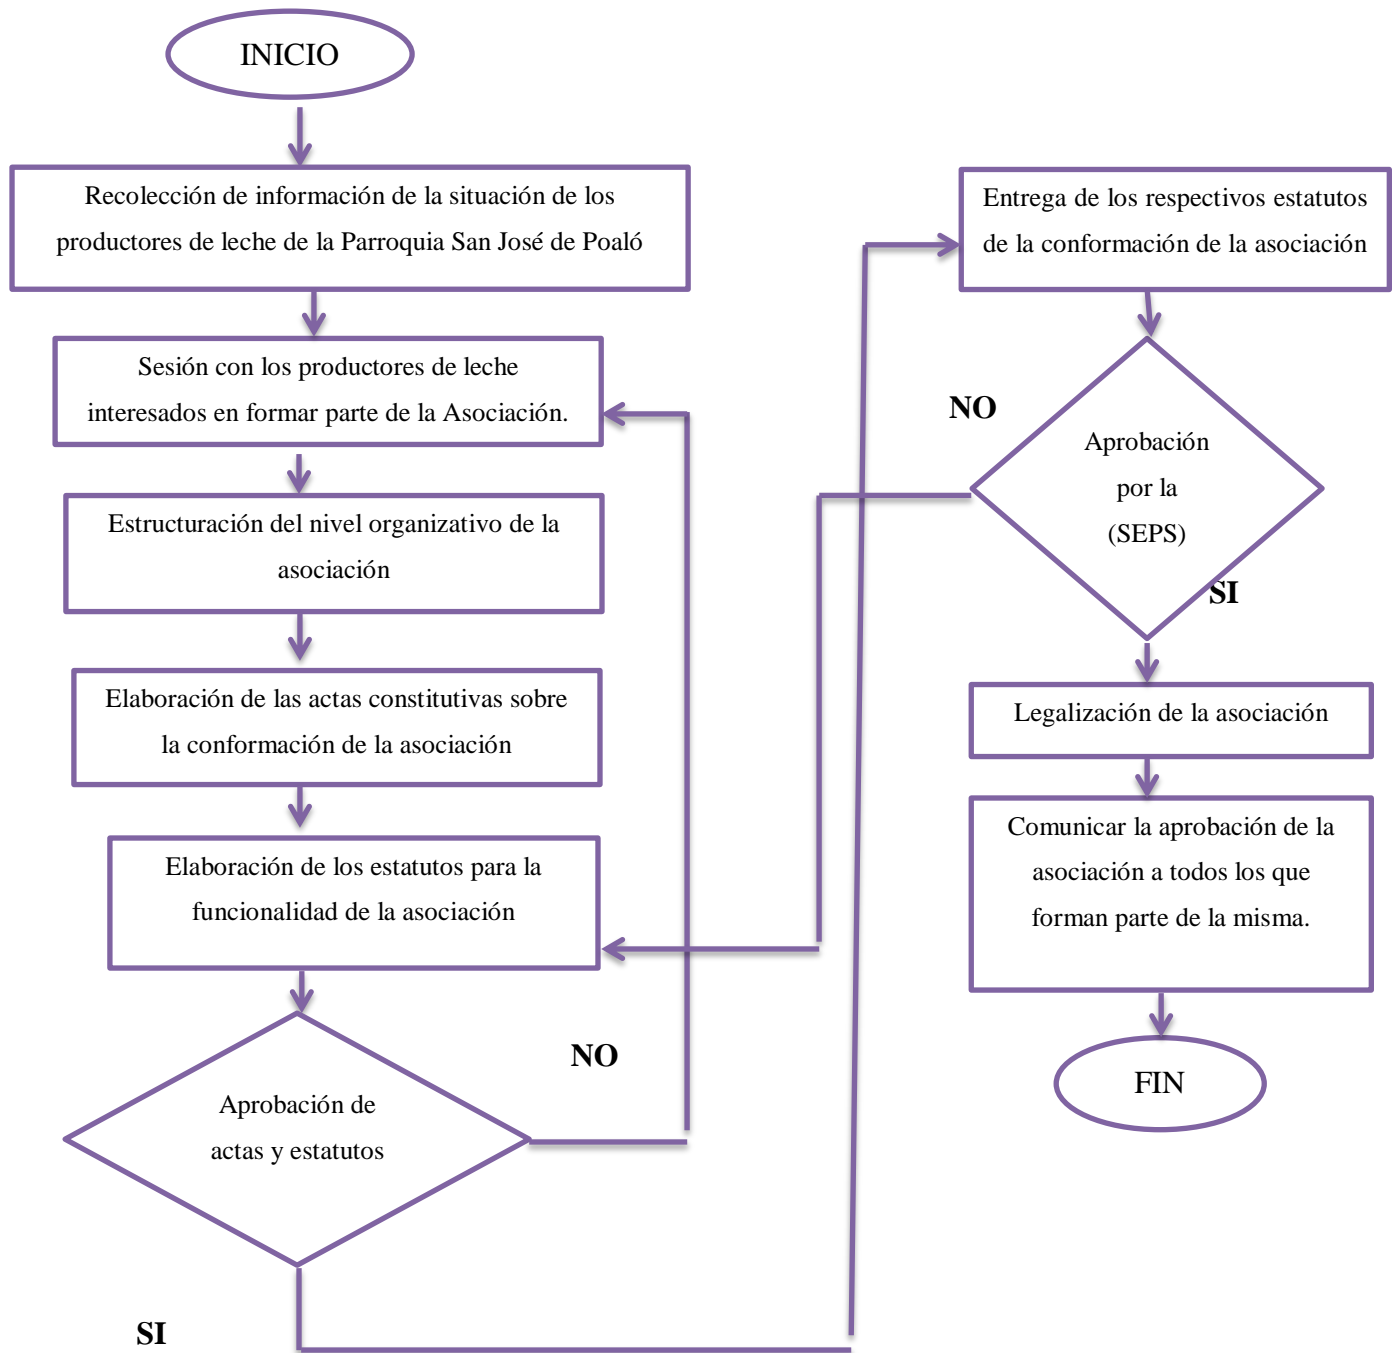 INICIO
Recolección de información de la situación de los
productores de leche de la Parroquia San José de Poaló
Sesión con los productores de leche
interesados en formar parte de la Asociación.
Estructuración del nivel organizativo de la
asociación
Elaboración de las actas constitutivas sobre
la conformación de la asociación
Elaboración de los estatutos para la
funcionalidad de la asociación
NO
Aprobación de
actas y estatutos
SI
Entrega de los respectivos estatutos
de la conformación de la asociación
NO
Aprobación
por la
(SEPS)
SI
Legalización de la asociación
Comunicar la aprobación de la
asociación a todos los que
forman parte de la misma.
FIN